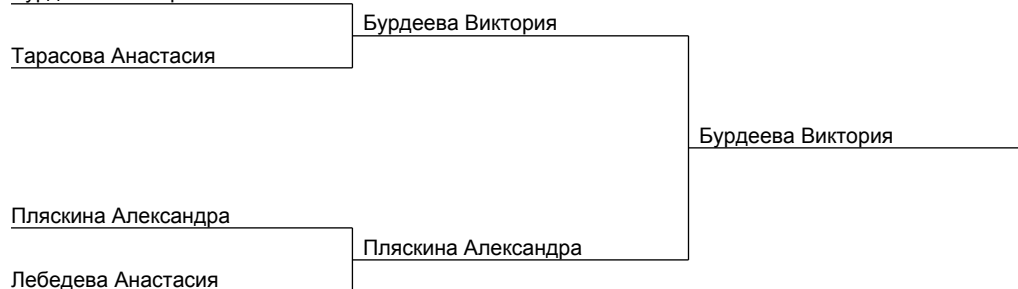 Бурдеева Виктория
Тарасова Анастасия
Бурдеева Виктория
Пляскина Александра
Пляскина Александра
Лебедева Анастасия